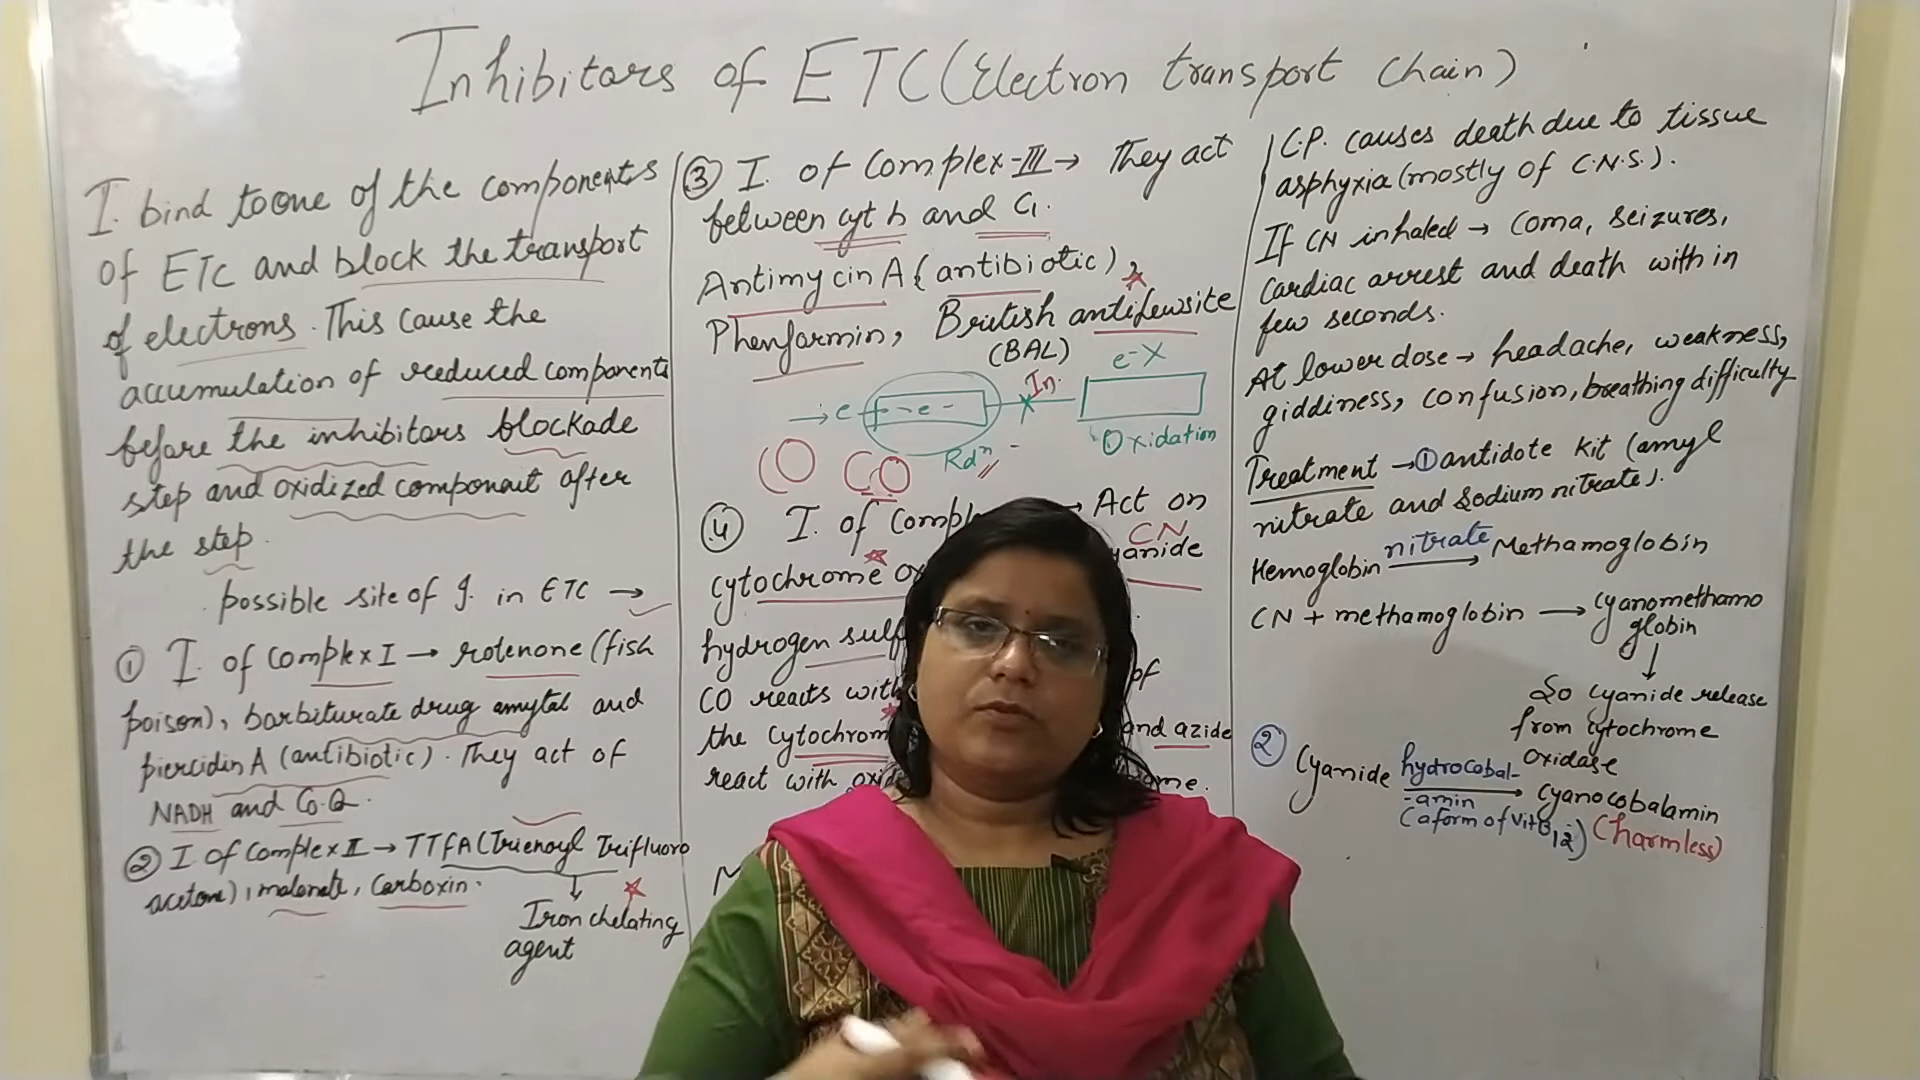 Inhibitors of ETC (Electron transport Chain)
I. bind to one of the components
of ETC and block the transport
of electrons. This cause the
accumulation of reduced components
before the inhibitors blockade
step and oxidized componant after
the step.
possible site of I. in ETC →
① I. of Complex I → rotenone (fish
poison), barbiturate drug amytal and
piercidin A (antibiotic). They act of
NADH and Co-Q.
② I of Complex II → TTfA (Trienoyl Trifluoro
acetone), malonate, Carboxin.
Iron chelating
agent
③ I. of Complex-III → They act
between cyt b and C₁.
Antimycin A (antibiotic),
Phenformin, British antilewsite
(BAL)
e- X
In.
→ e - e -
Oxidation
Rdⁿ
CO CO
④ I. of Act on
CN
cytochrome
hydrogen
CO reacts with of
the and azide
react with
C.P. causes death due to tissue
asphyxia (mostly of C.N.S.).
If CN inhaled → Coma, seizures,
cardiac arrest and death with in
few seconds.
At lower dose → headache, weakness,
giddiness, confusion, breathing difficulty
Treatment → ① antidote kit (amyl
nitrate and Sodium nitrate).
Hemoglobin nitrate → Methamoglobin
CN + methamoglobin → cyanomethamo
globin
↓
So cyanide release
from cytochrome
oxidase
② Cyanide hydrocobal- → cyanocobalamin
-amin
(a form of Vit B₁₂) (harmless)